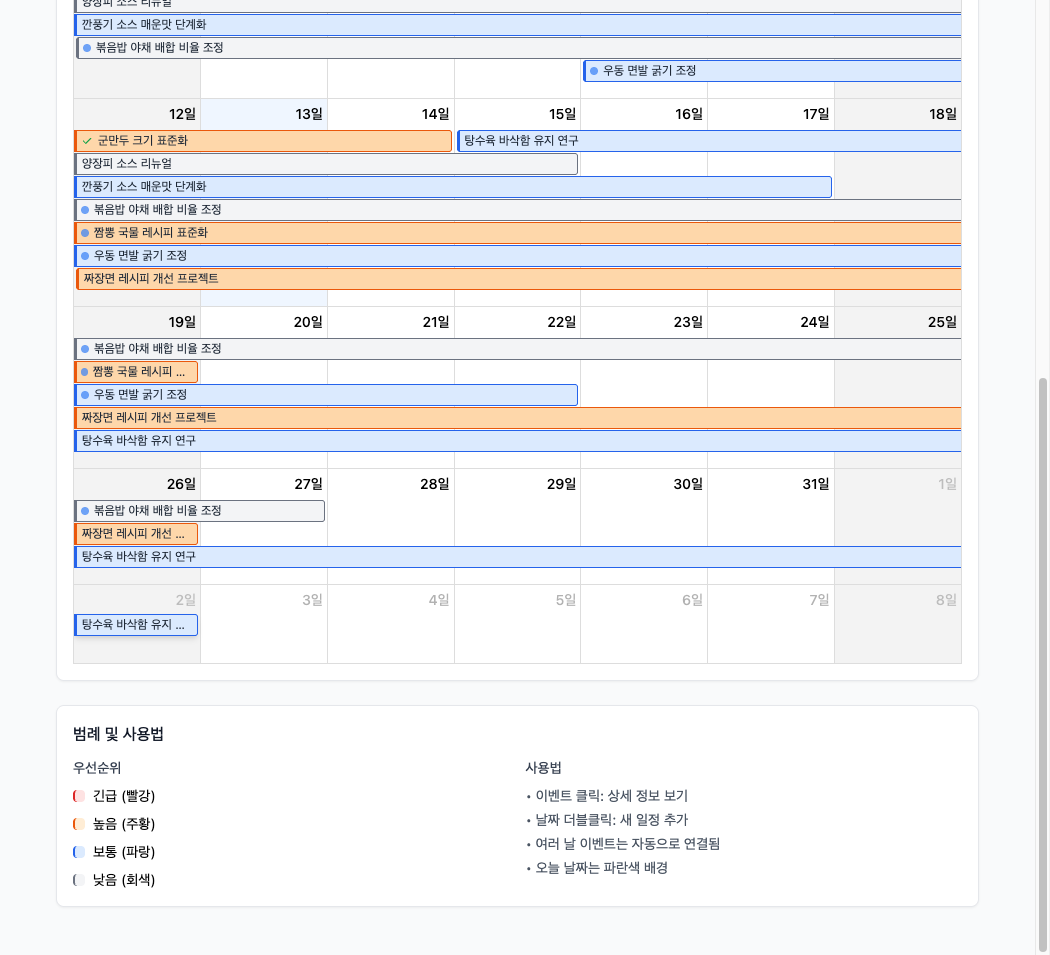 양장피 소스 리뉴얼
깐풍기 소스 매운맛 단계화
볶음밥 야채 배합 비율 조정
우동 면발 굵기 조정
12일 13일 14일 15일 16일 17일 18일
군만두 크기 표준화 탕수육 바삭함 유지 연구
양장피 소스 리뉴얼
깐풍기 소스 매운맛 단계화
볶음밥 야채 배합 비율 조정
짬뽕 국물 레시피 표준화
우동 면발 굵기 조정
짜장면 레시피 개선 프로젝트
19일 20일 21일 22일 23일 24일 25일
볶음밥 야채 배합 비율 조정
짬뽕 국물 레시피 ...
우동 면발 굵기 조정
짜장면 레시피 개선 프로젝트
탕수육 바삭함 유지 연구
26일 27일 28일 29일 30일 31일 1일
볶음밥 야채 배합 비율 조정
짜장면 레시피 개선 ...
탕수육 바삭함 유지 연구
2일 3일 4일 5일 6일 7일 8일
탕수육 바삭함 유지 ...
범례 및 사용법
우선순위
긴급 (빨강)
높음 (주황)
보통 (파랑)
낮음 (회색)
사용법
• 이벤트 클릭: 상세 정보 보기
• 날짜 더블클릭: 새 일정 추가
• 여러 날 이벤트는 자동으로 연결됨
• 오늘 날짜는 파란색 배경